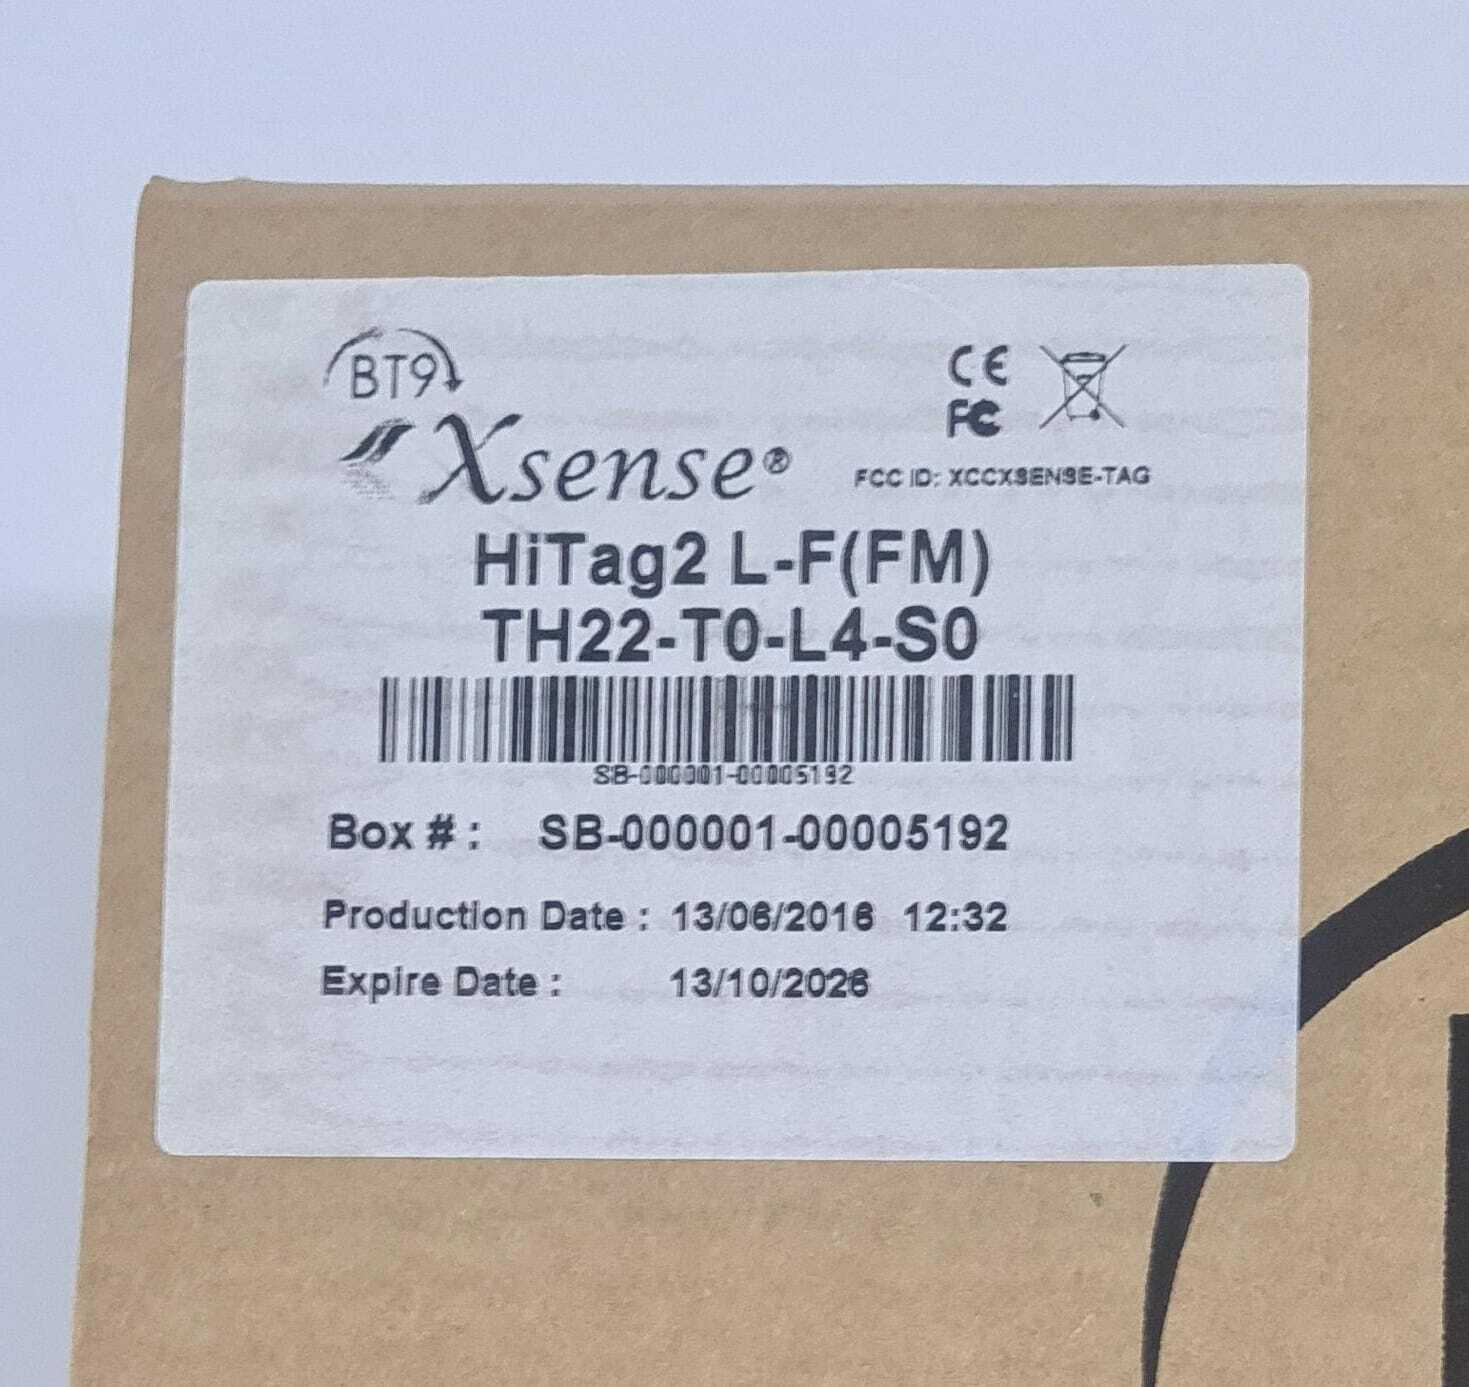 BT9
Xsense®
CE
FC
FCC ID: XCCXSENSE-TAG
HiTag2 L-F(FM)
TH22-T0-L4-S0
SB-000001-00005192
Box # : SB-000001-00005192
Production Date : 13/06/2016 12:32
Expire Date : 13/10/2026